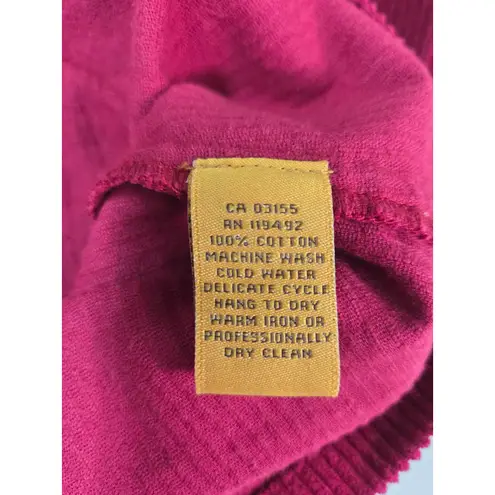 CA 03155
RN 119492
100% COTTON
MACHINE WASH
COLD WATER
DELICATE CYCLE
HANG TO DRY
WARM IRON OR
PROFESSIONALLY
DRY CLEAN